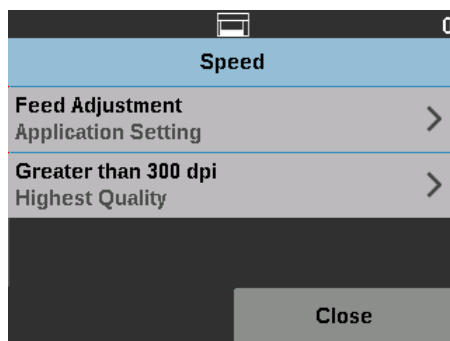 Speed
Feed Adjustment
Application Setting
Greater than 300 dpi
Highest Quality
Close